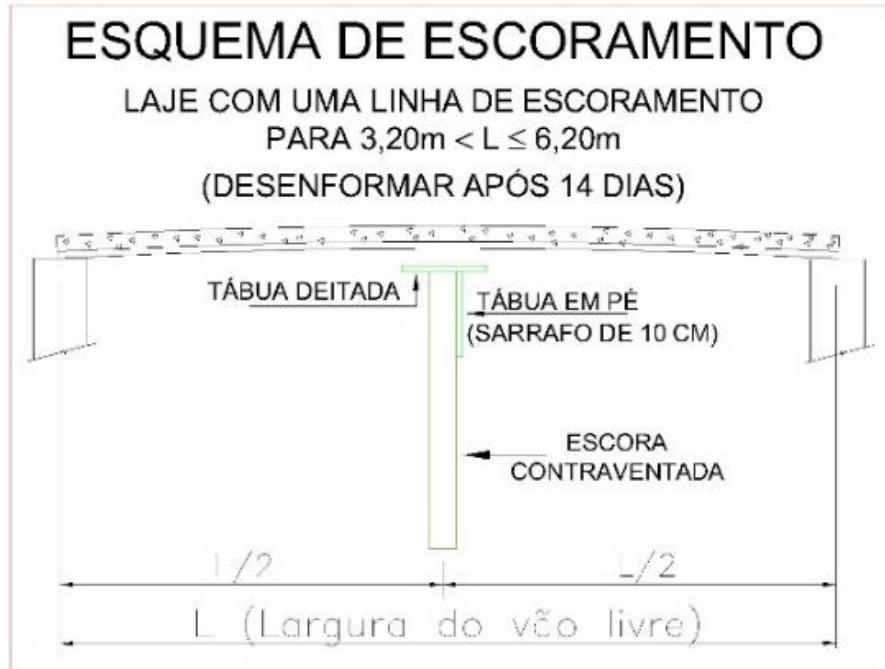 ESQUEMA DE ESCORAMENTO
LAJE COM UMA LINHA DE ESCORAMENTO
PARA 3,20m < L ≤ 6,20m
(DESENFORMAR APÓS 14 DIAS)
TÁBUA DEITADA
TÁBUA EM PÉ
(SARRAFO DE 10 CM)
ESCORA
CONTRAVENTADA
L/2 L/2
L (Largura do vão livre)